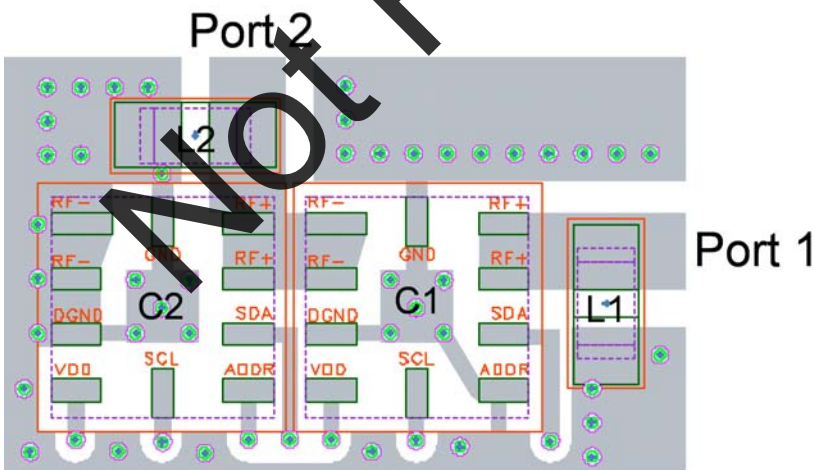 Port 2
Not
L2
RF- RF+ RF- RF+
GND GND
Port 1
RF- RF+ RF- RF+
C2 C1 L1
DGND SDA DGND SDA
VDD SCL ADDR VDD SCL ADDR